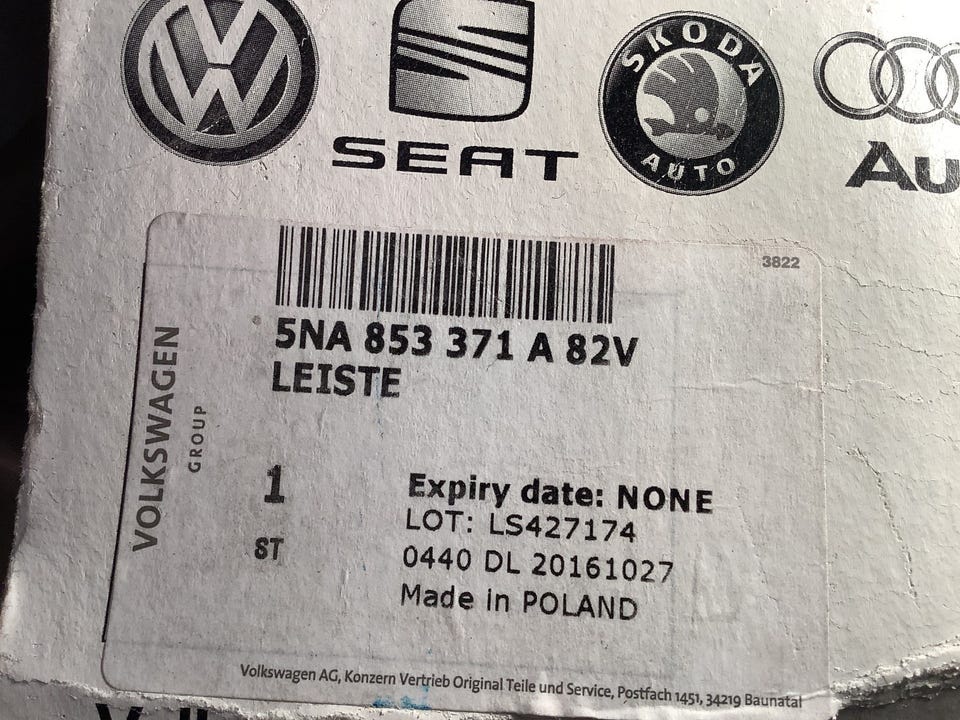 SEAT
SKODA
AUTO
Au
3822
5NA 853 371 A 82V
LEISTE
VOLKSWAGEN
GROUP
1
ST
Expiry date: NONE
LOT: LS427174
0440 DL 20161027
Made in POLAND
Volkswagen AG, Konzern Vertrieb Original Teile und Service, Postfach 1451, 34219 Baunatal